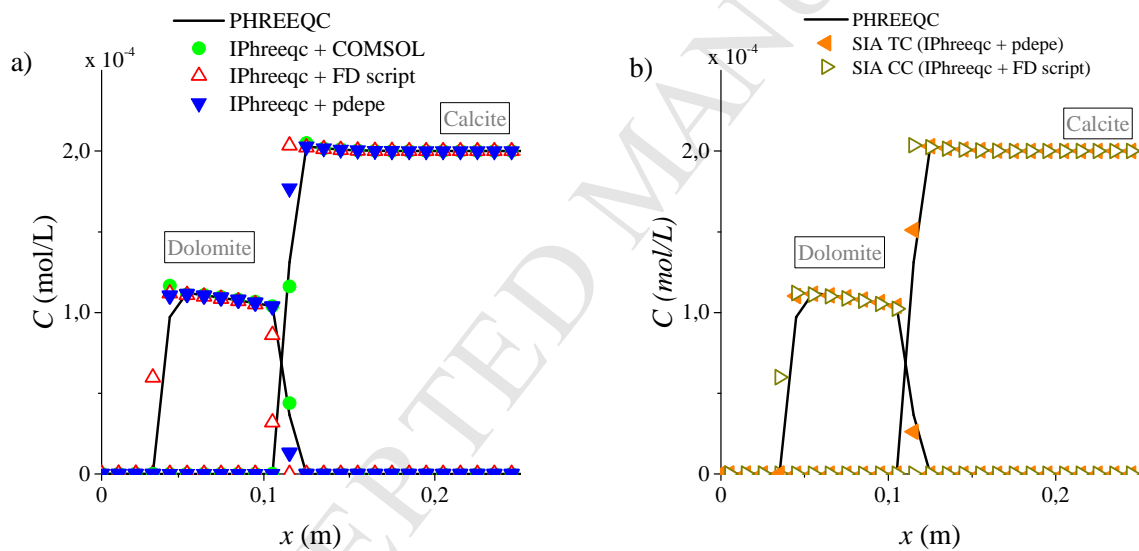 a)
PHREEQC
IPhreeqc + COMSOL
IPhreeqc + FD script
IPhreeqc + pdepe
x 10⁻⁴
Calcite
2,0
Dolomite
1,0
0
C (mol/L)
0
0,1
0,2
x (m)
b)
PHREEQC
SIA TC (IPhreeqc + pdepe)
SIA CC (IPhreeqc + FD script)
x 10⁻⁴
Calcite
2,0
Dolomite
1,0
0
C (mol/L)
0
0,1
0,2
x (m)
EPTED MANU